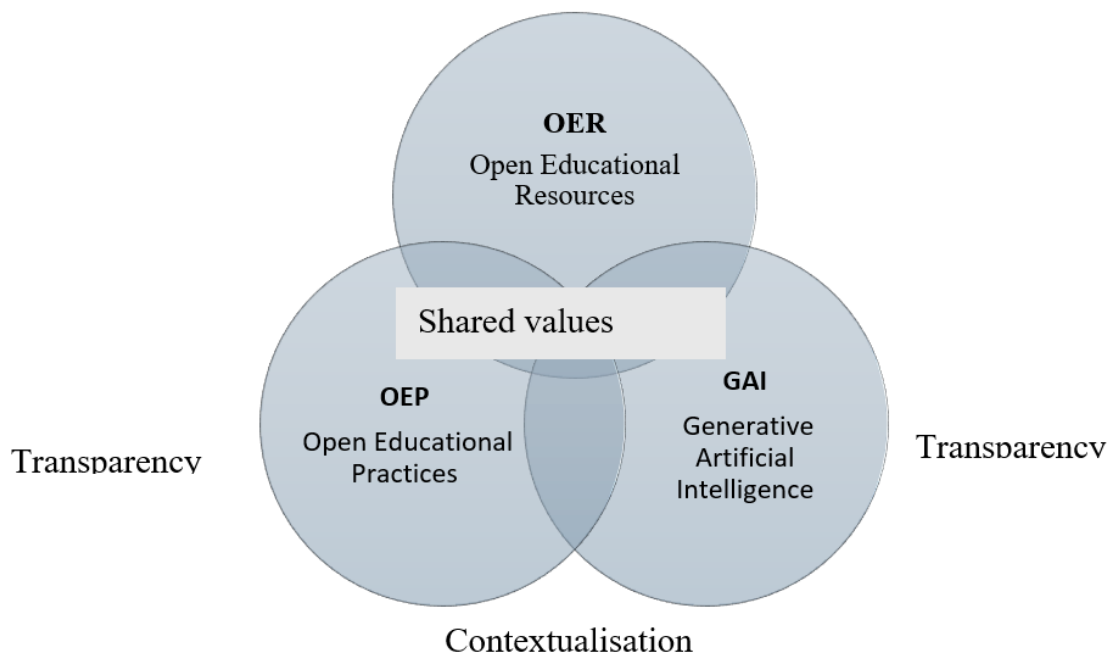 OER
Open Educational
Resources
Shared values
OEP
Open Educational
Practices
GAI
Generative
Artificial
Intelligence
Transparency
Transparency
Contextualisation